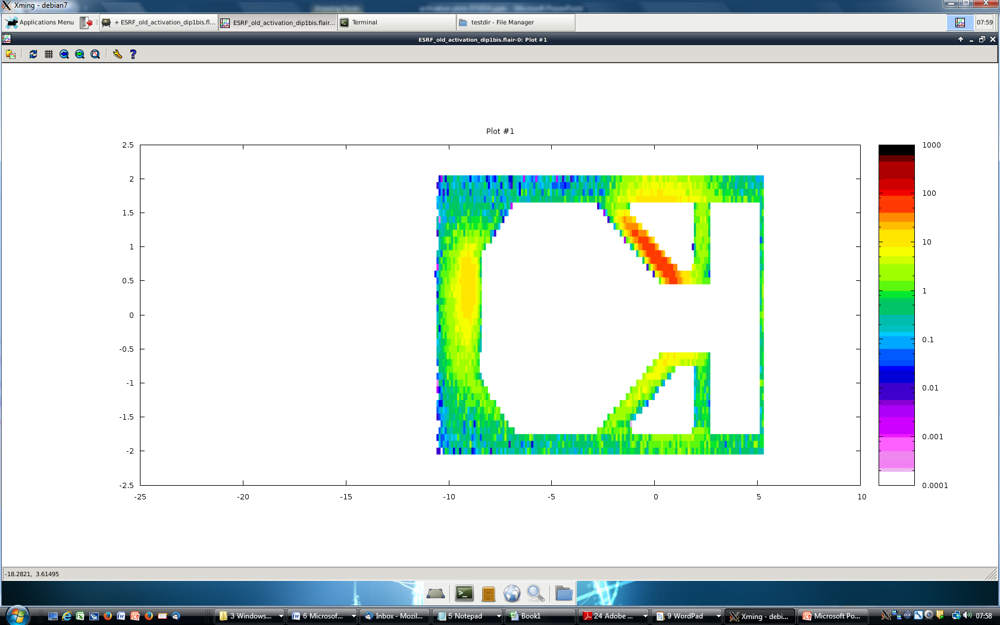 Xming - debian7
Applications Menu
+ ESRF_old_activation_dip1bis.fl...
ESRF_old_activation_dip1bis.flair...
Terminal
testdir - File Manager
07:59
ESRF_old_activation_dip1bis.flair-0: Plot #1
Plot #1
2.5
2
1.5
1
0.5
0
-0.5
-1
-1.5
-2
-2.5
-25
-20
-15
-10
-5
0
5
10
1000
100
10
1
0.1
0.01
0.001
0.0001
-18.2821, 3.61495
3 Windows...
6 Microsof...
Inbox - Mozil...
5 Notepad
Book1
24 Adobe ...
9 WordPad
Xming - debi...
Microsoft Po...
07:58